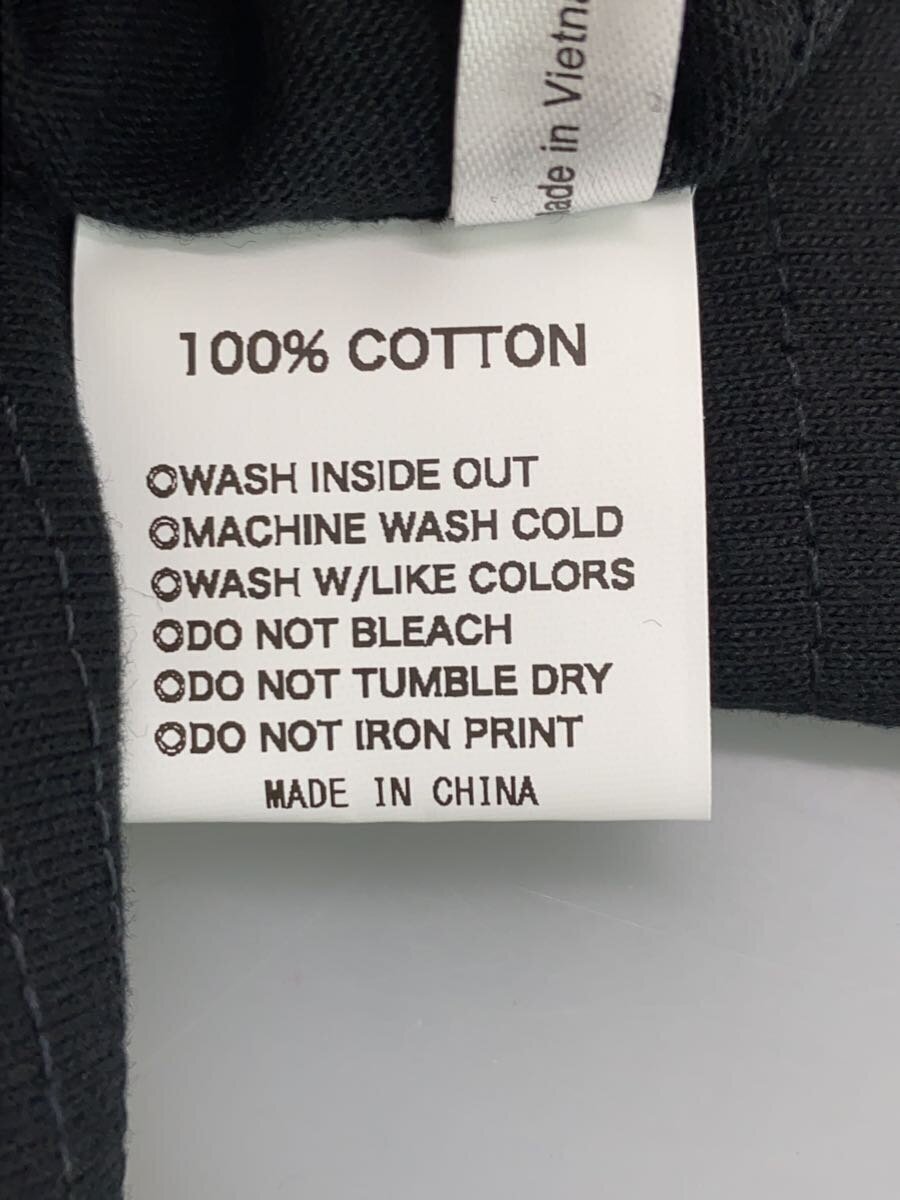 ade in Vietna
100% COTTON
◎WASH INSIDE OUT
◎MACHINE WASH COLD
◎WASH W/LIKE COLORS
◎DO NOT BLEACH
◎DO NOT TUMBLE DRY
◎DO NOT IRON PRINT
MADE IN CHINA